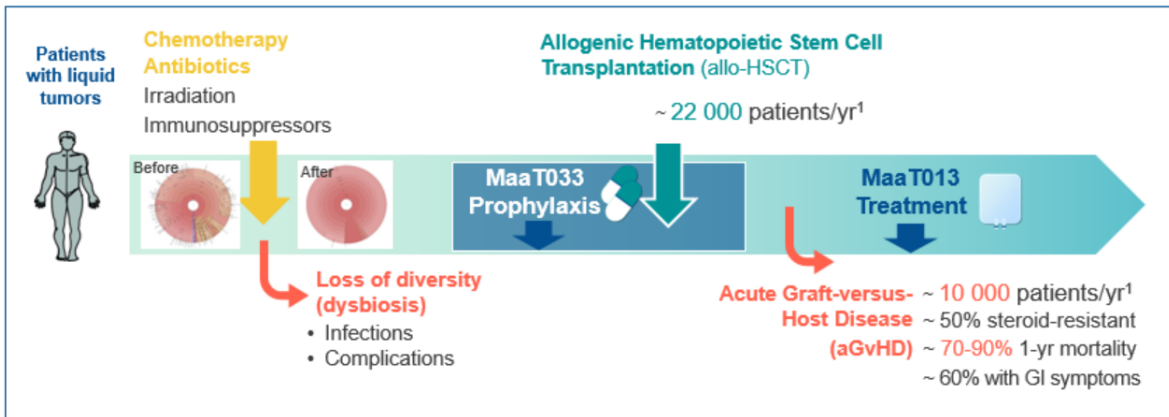 Patients
with liquid
tumors
Chemotherapy
Antibiotics
Irradiation
Immunosuppressors
Allogenic Hematopoietic Stem Cell
Transplantation (allo-HSCT)
~ 22 000 patients/yr¹
Before
After
MaaT033
Prophylaxis
MaaT013
Treatment
Loss of diversity
(dysbiosis)
• Infections
• Complications
Acute Graft-versus-
Host Disease
(aGvHD)
~ 10 000 patients/yr¹
~ 50% steroid-resistant
~ 70-90% 1-yr mortality
~ 60% with GI symptoms